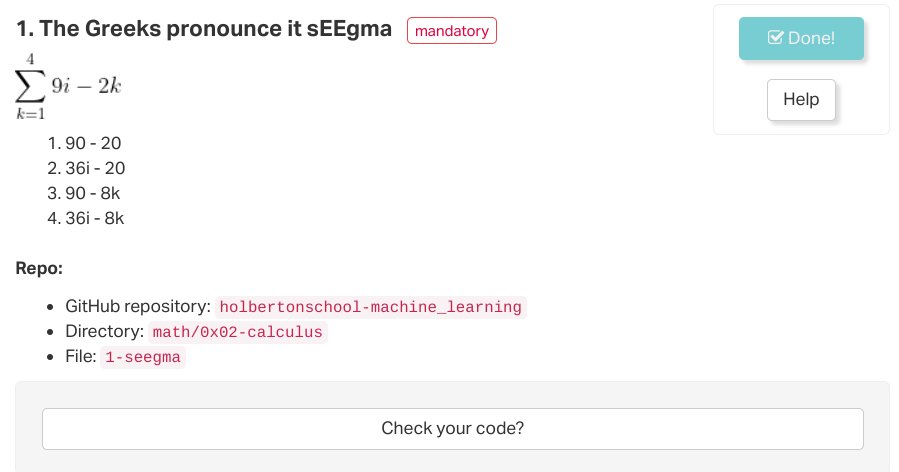 1. The Greeks pronounce it sEEgma mandatory
Done!
Help
4
∑ 9i − 2k
k=1
1. 90 - 20
2. 36i - 20
3. 90 - 8k
4. 36i - 8k
Repo:
• GitHub repository: holbertonschool-machine_learning
• Directory: math/0x02-calculus
• File: 1-seegma
Check your code?